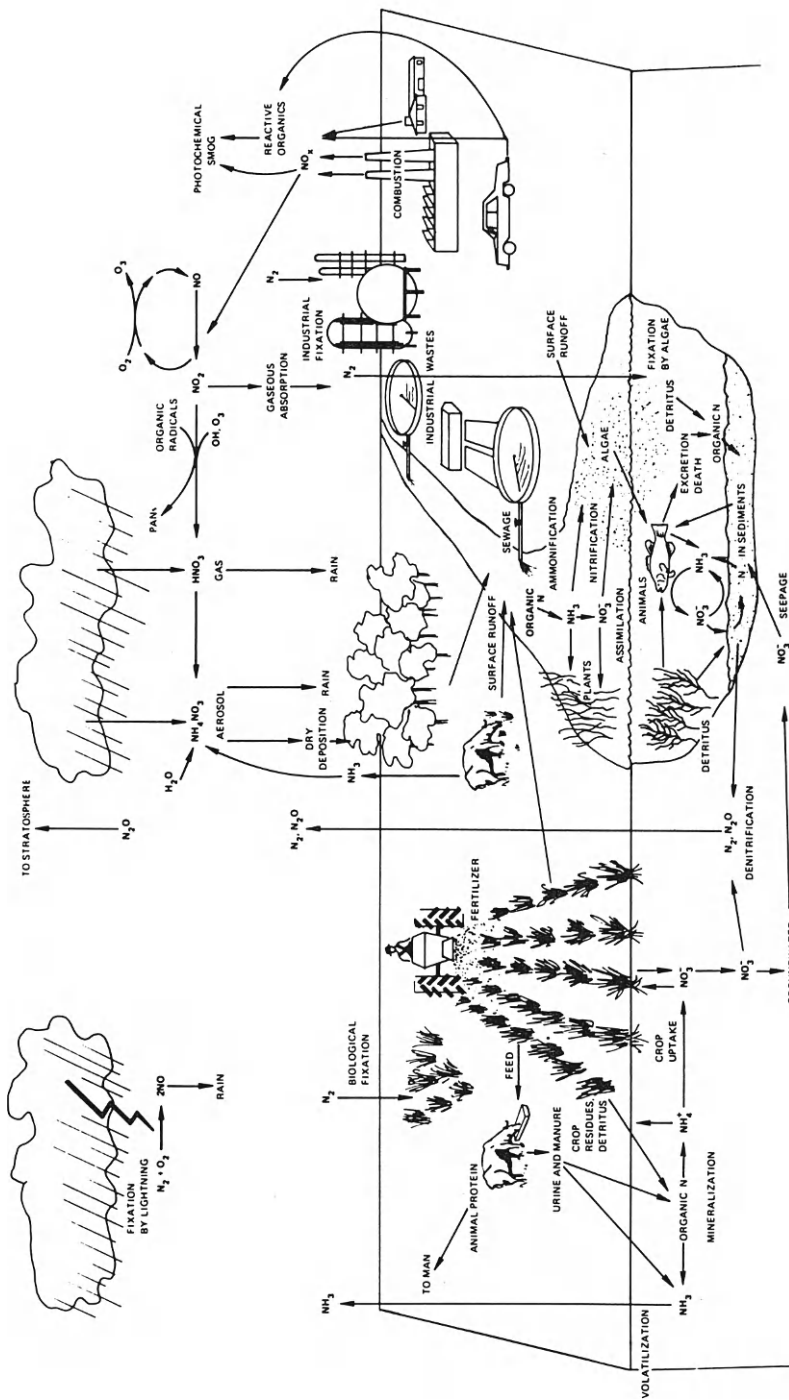 TO STRATOSPHERE
N₂O
FIXATION
BY LIGHTNING
N₂ + O₂
2NO
RAIN
H₂O
NH₄NO₃
AEROSOL
DRY
DEPOSITION
RAIN
HNO₃
GAS
RAIN
PANₛ
ORGANIC
RADICALS
OH, O₃
NO₂
GASEOUS
ABSORPTION
O₂
O₃
NO
PHOTOCHEMICAL
SMOG
REACTIVE
ORGANICS
NOₓ
COMBUSTION
N₂
INDUSTRIAL
FIXATION
NH₃
N₂
BIOLOGICAL
FIXATION
N₂, N₂O
NH₃
N₂
INDUSTRIAL WASTES
SEWAGE
FERTILIZER
FEED
ANIMAL PROTEIN
TO MAN
URINE AND MANURE
CROP
RESIDUES,
DETRITUS
SURFACE RUNOFF
ORGANIC
N
AMMONIFICATION
NH₃
NITRIFICATION
NO₃⁻
PLANTS
ASSIMILATION
ALGAE
SURFACE
RUNOFF
FIXATION
BY ALGAE
VOLATILIZATION
NH₃
ORGANIC N
MINERALIZATION
NH₄⁺
CROP
UPTAKE
NO₃⁻
NO₃⁻
N₂, N₂O
DENITRIFICATION
DETRITUS
ANIMALS
NO₃⁻
NH₃
EXCRETION
DEATH
DETRITUS
ORGANIC N
N IN SEDIMENTS
NO₃⁻
SEEPAGE